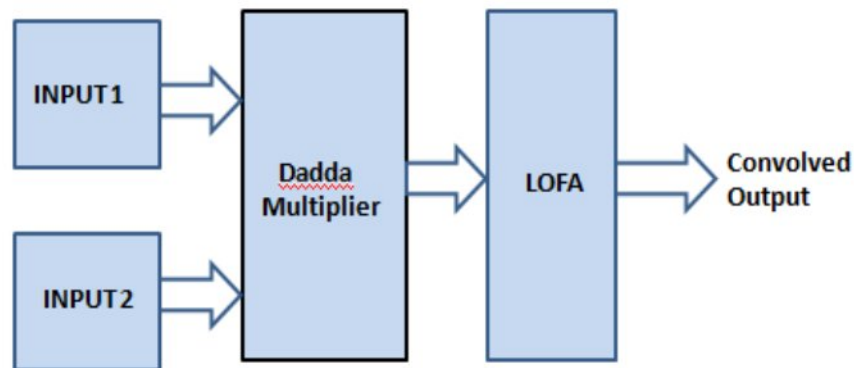 INPUT1
INPUT2
Dadda
Multiplier
LOFA
Convolved
Output